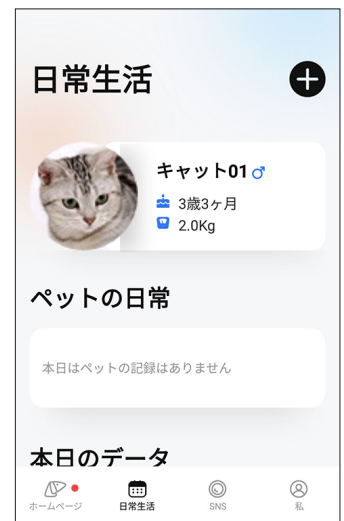 日常生活
キャット01
3歳3ヶ月
2.0Kg
ペットの日常
本日はペットの記録はありません
本日のデータ
ホームページ
日常生活
SNS
私